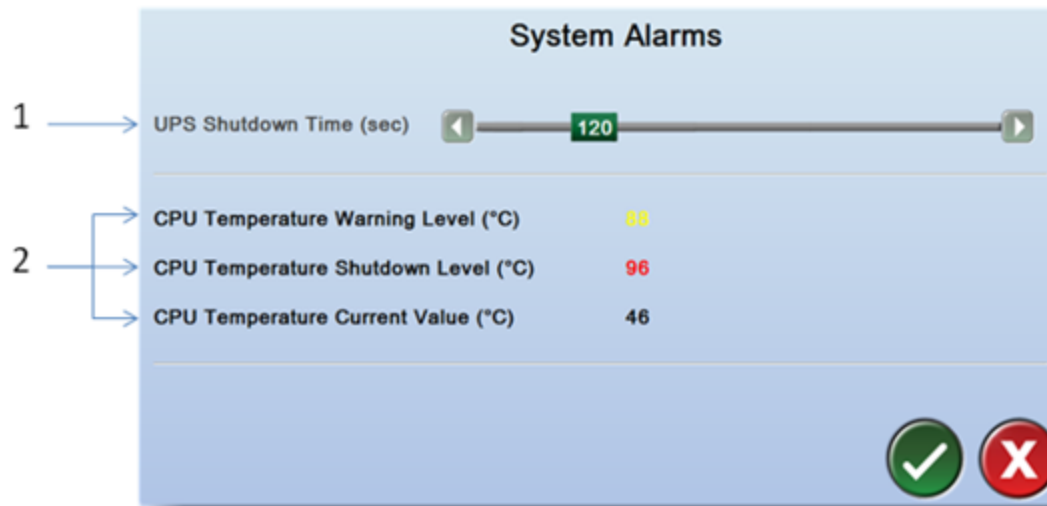 System Alarms
1 UPS Shutdown Time (sec) 120
CPU Temperature Warning Level (°C) 88
2 CPU Temperature Shutdown Level (°C) 96
CPU Temperature Current Value (°C) 46
X